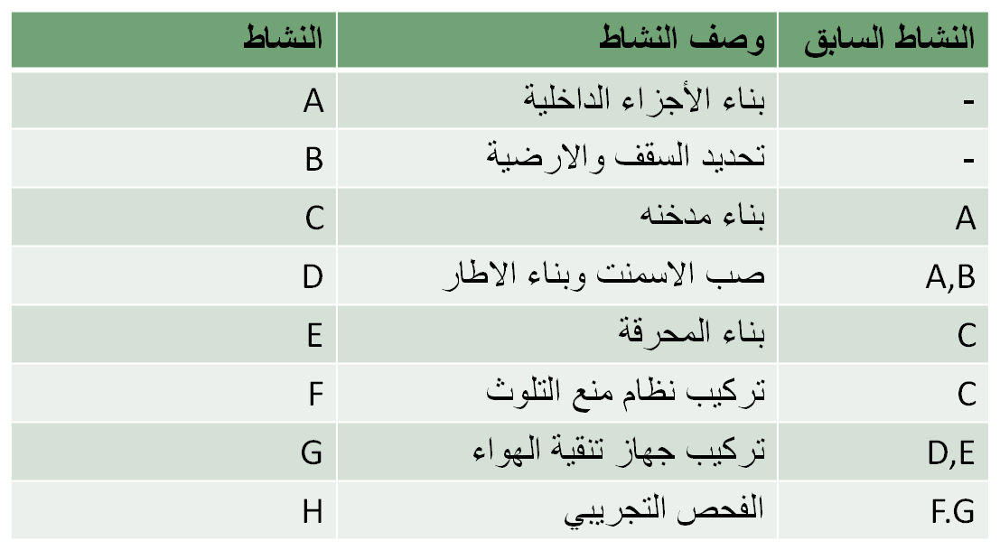 النشاط السابق وصف النشاط النشاط
- بناء الأجزاء الداخلية A
- تحديد السقف والارضية B
A بناء مدخنه C
A,B صب الاسمنت وبناء الاطار D
C بناء المحرقة E
C تركيب نظام منع التلوث F
D,E تركيب جهاز تنقية الهواء G
F.G الفحص التجريبي H